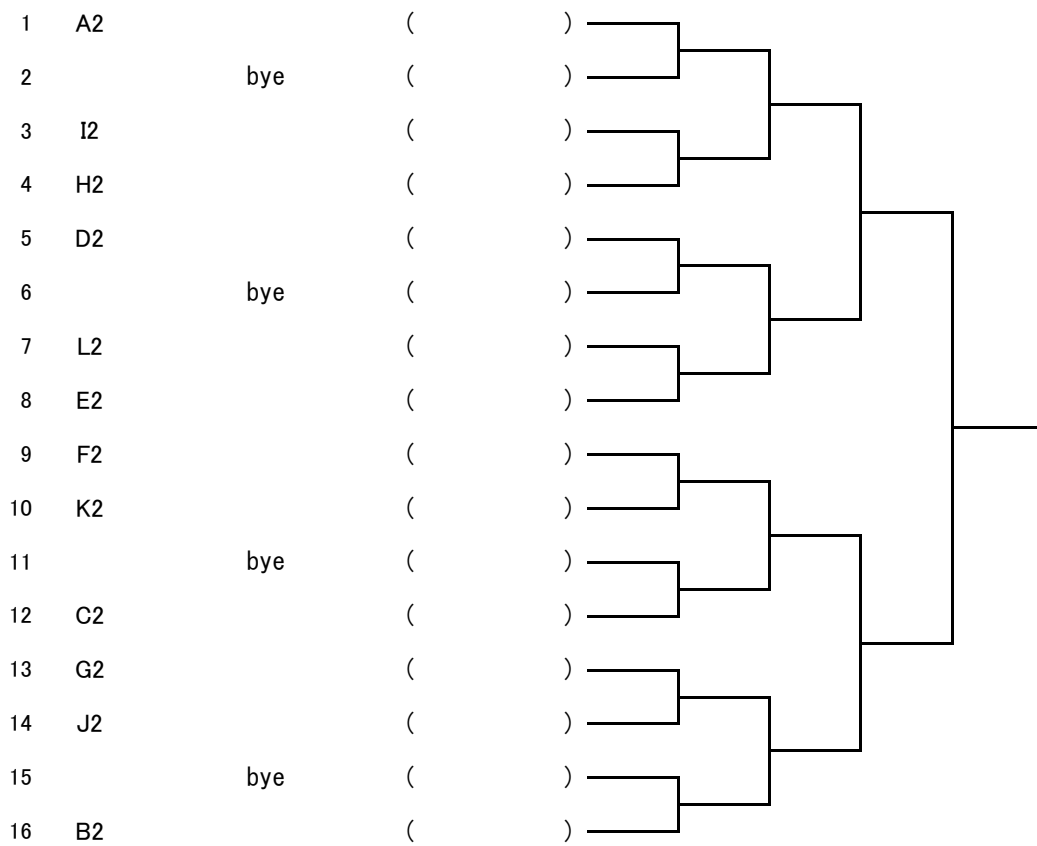 1 A2 ( )
2 bye ( )
3 I2 ( )
4 H2 ( )
5 D2 ( )
6 bye ( )
7 L2 ( )
8 E2 ( )
9 F2 ( )
10 K2 ( )
11 bye ( )
12 C2 ( )
13 G2 ( )
14 J2 ( )
15 bye ( )
16 B2 ( )